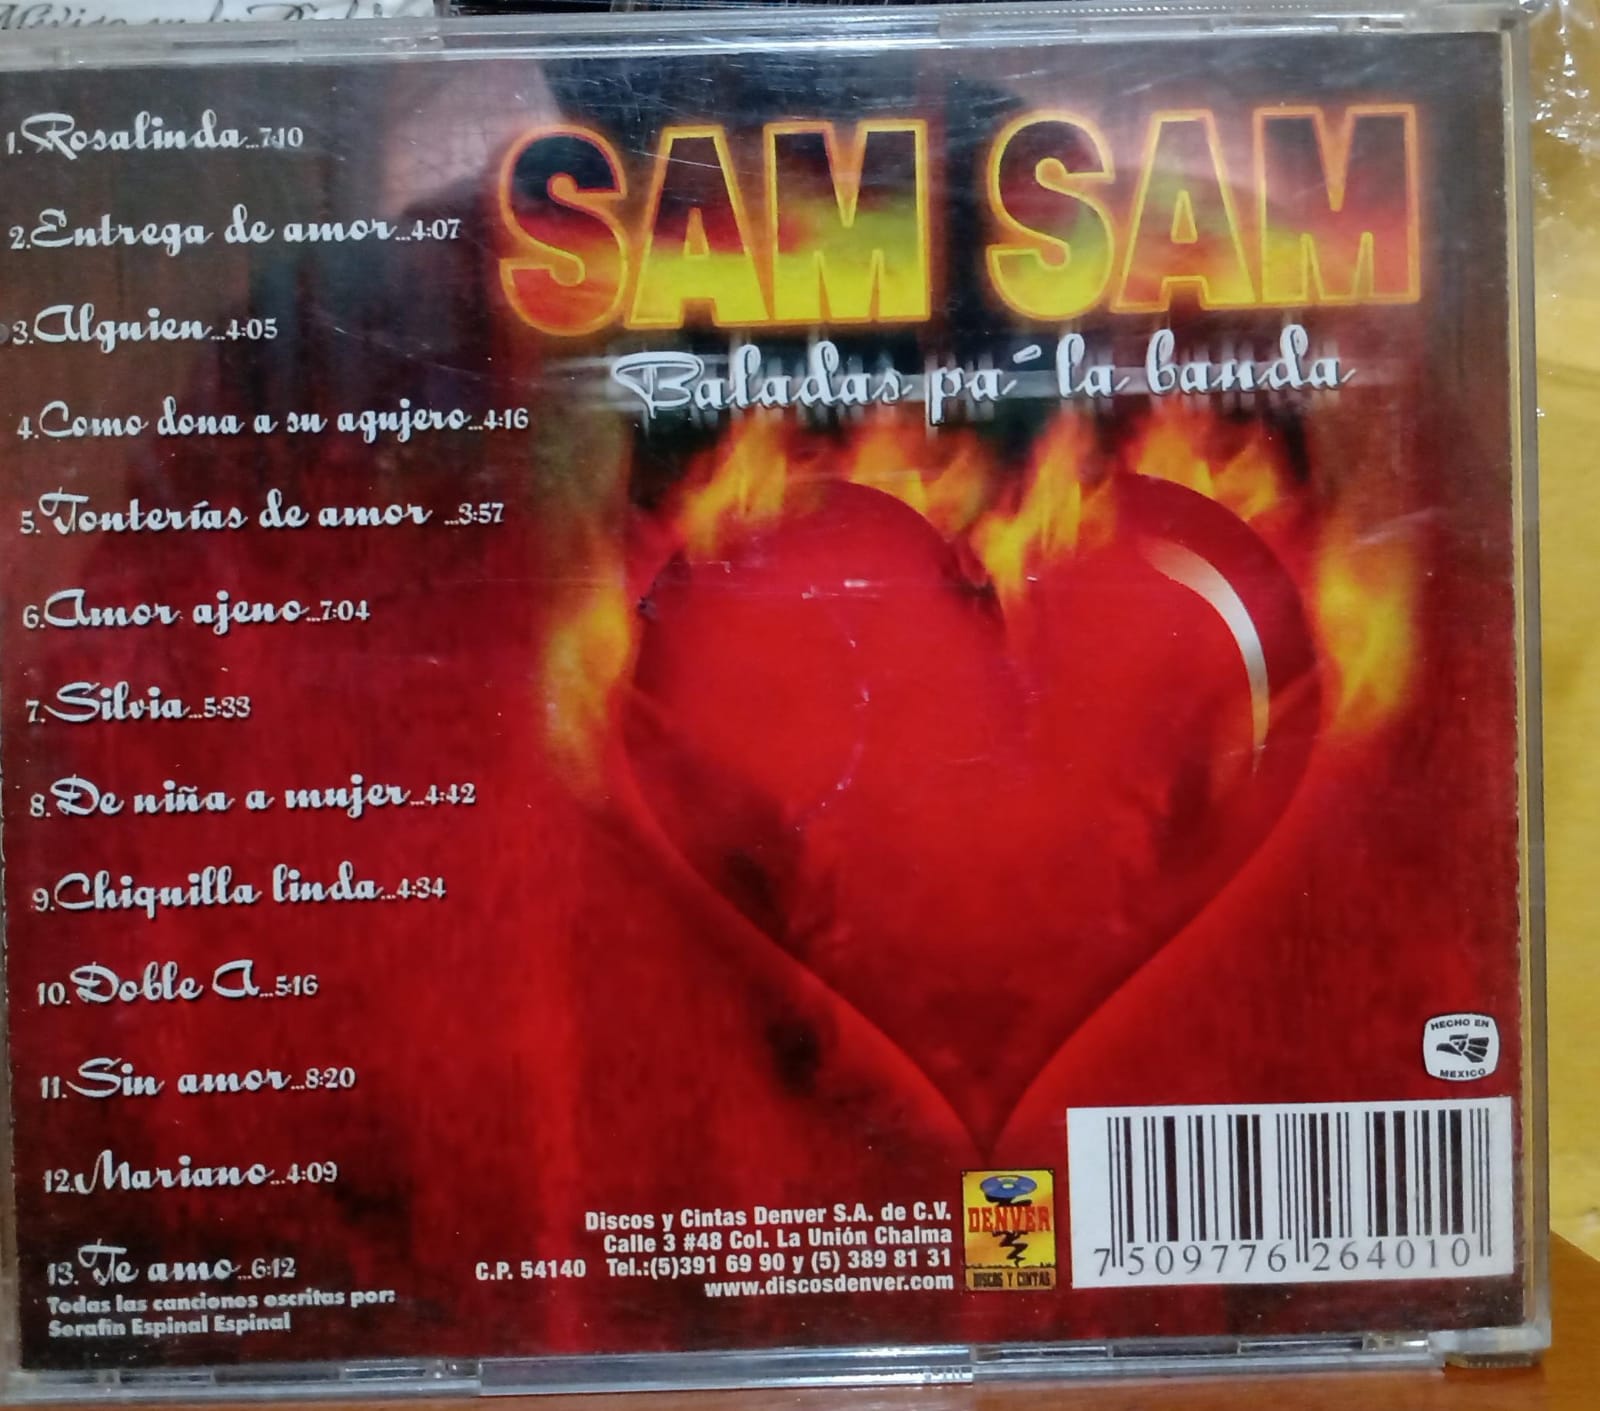 1.Rosalinda...7:10
2.Entrega de amor...4:07
3.Alguien...4:05
4.Como dona a su agujero...4:16
5.Tonterías de amor ...3:57
6.Amor ajeno...7:04
7.Silvia...5:33
8.De niña a mujer...4:42
9.Chiquilla linda...4:34
10.Doble A...5:16
11.Sin amor...8:20
12.Mariano...4:09
13.Te amo...6:12
Todas las canciones escritas por:
Serafín Espinal Espinal
SAM SAM
Baladas pa´ la banda
HECHO EN
MEXICO
Discos y Cintas Denver S.A. de C.V.
Calle 3 #48 Col. La Unión Chalma
C.P. 54140 Tel.:(5)391 69 90 y (5) 389 81 31
www.discosdenver.com
DENVER
DISCOS Y CINTAS
7 509776 264010